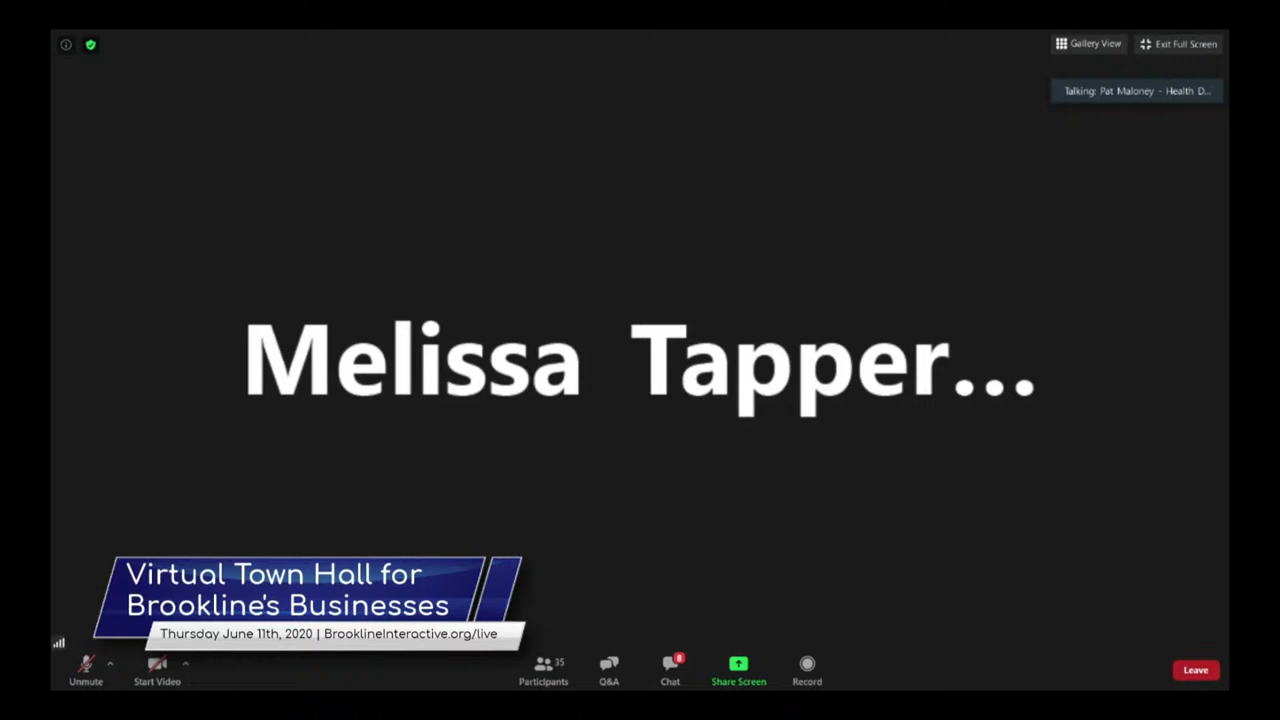 Gallery View
Exit Full Screen
Talking: Pat Maloney - Health D...
Melissa Tapper...
Virtual Town Hall for
Brookline's Businesses
Thursday June 11th, 2020 | BrooklineInteractive.org/live
Unmute
Start Video
35
Participants
Q&A
8
Chat
Share Screen
Record
Leave